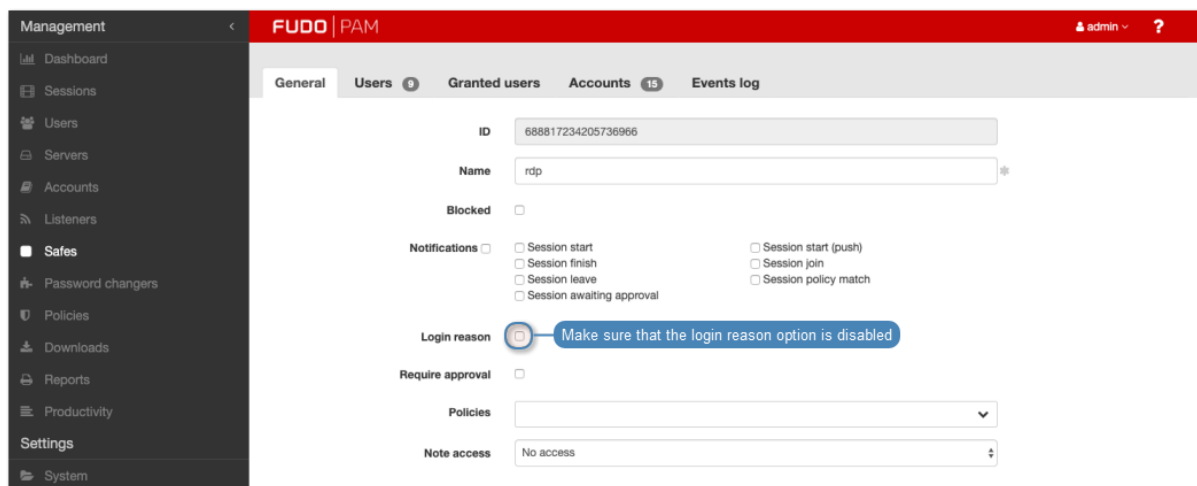 Management
Dashboard
Sessions
Users
Servers
Accounts
Listeners
Safes
Password changers
Policies
Downloads
Reports
Productivity
Settings
System
FUDO PAM
admin
?
General Users 9 Granted users Accounts 15 Events log
ID 688817234205736966
Name rdp
Blocked
Notifications Session start Session start (push)
Session finish Session join
Session leave Session policy match
Session awaiting approval
Login reason Make sure that the login reason option is disabled
Require approval
Policies
Note access No access